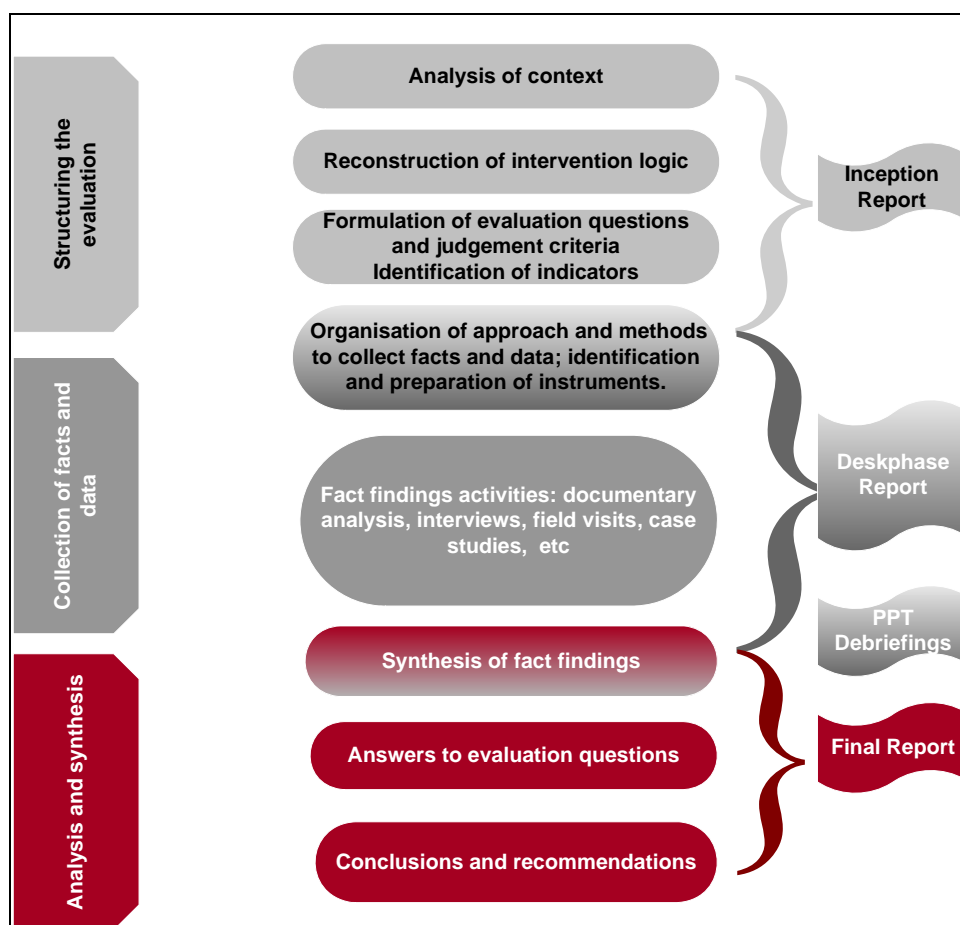 Structuring the
evaluation
Analysis of context
Reconstruction of intervention logic
Formulation of evaluation questions
and judgement criteria
Identification of indicators
Inception
Report
Organisation of approach and methods
to collect facts and data; identification
and preparation of instruments.
Collection of facts and
data
Fact findings activities: documentary
analysis, interviews, field visits, case
studies, etc
Deskphase
Report
PPT
Debriefings
Analysis and synthesis
Synthesis of fact findings
Answers to evaluation questions
Conclusions and recommendations
Final Report